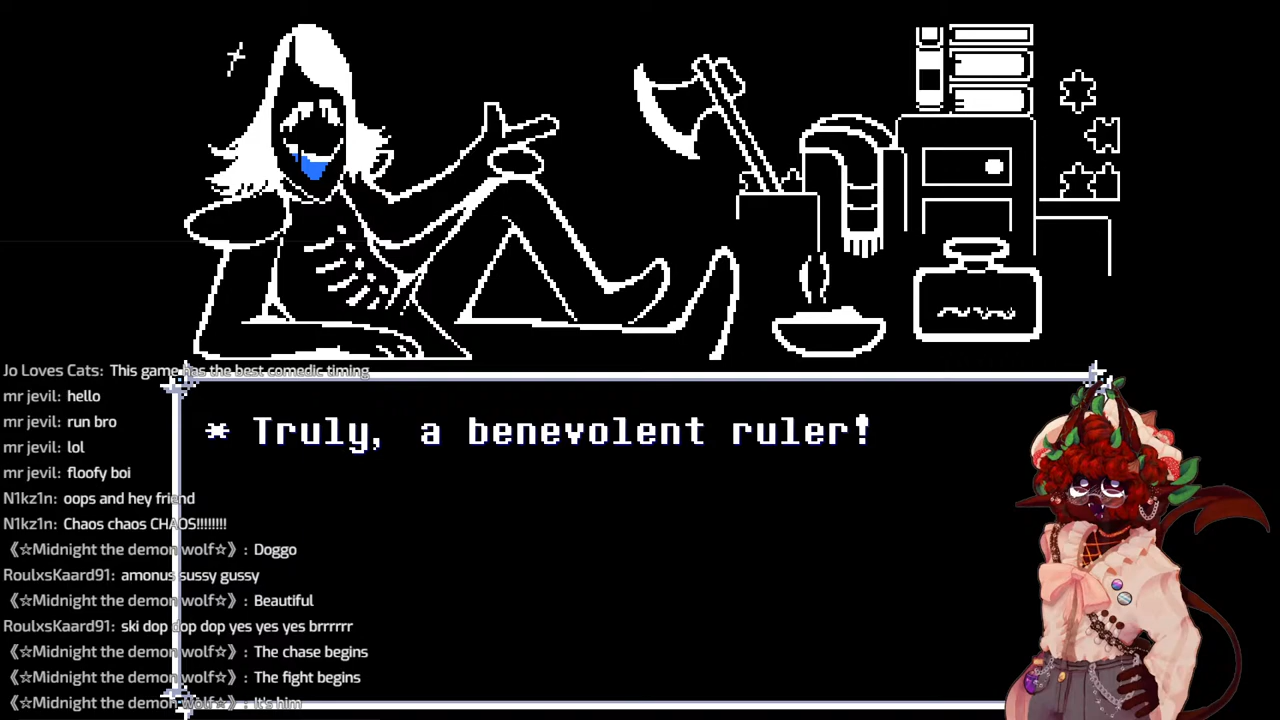 * Truly, a benevolent ruler!
Jo Loves Cats: This game has the best comedic timing
mr jevil: hello
mr jevil: run bro
mr jevil: lol
mr jevil: floofy boi
N1kz1n: oops and hey friend
N1kz1n: Chaos chaos CHAOS!!!!!!!!
《☆Midnight the demon wolf☆》: Doggo
RoulxsKaard91: amonus sussy gussy
《☆Midnight the demon wolf☆》: Beautiful
RoulxsKaard91: ski dop dop dop yes yes yes brrrrrr
《☆Midnight the demon wolf☆》: The chase begins
《☆Midnight the demon wolf☆》: The fight begins
《☆Midnight the demon wolf☆》: It's him